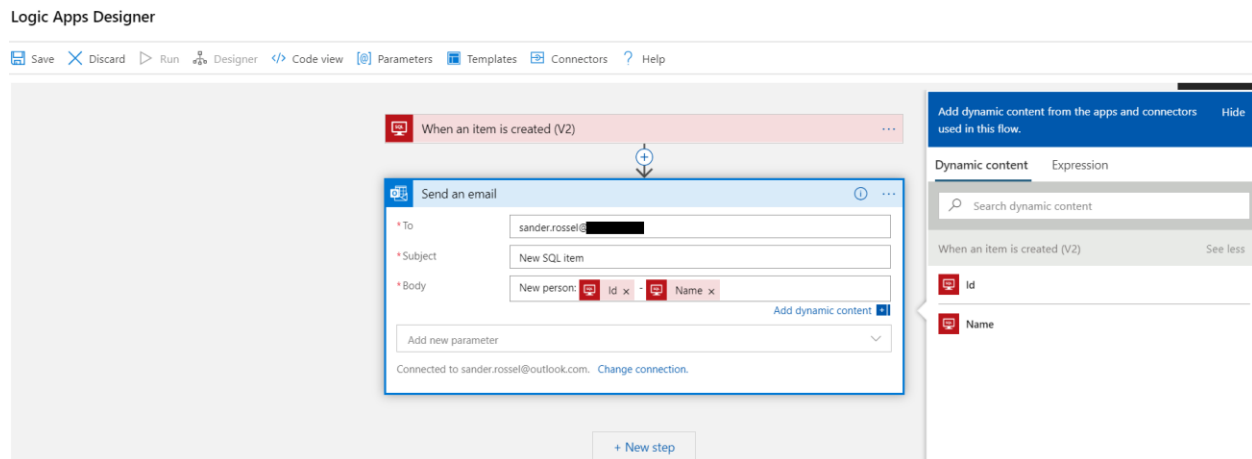 Logic Apps Designer
Save Discard Run Designer Code view Parameters Templates Connectors Help
When an item is created (V2)
Send an email
*To sander.rossel@
*Subject New SQL item
*Body New person: Id × - Name ×
Add dynamic content
Add new parameter
Connected to sander.rossel@outlook.com. Change connection.
+ New step
Add dynamic content from the apps and connectors used in this flow. Hide
Dynamic content Expression
Search dynamic content
When an item is created (V2) See less
Id
Name